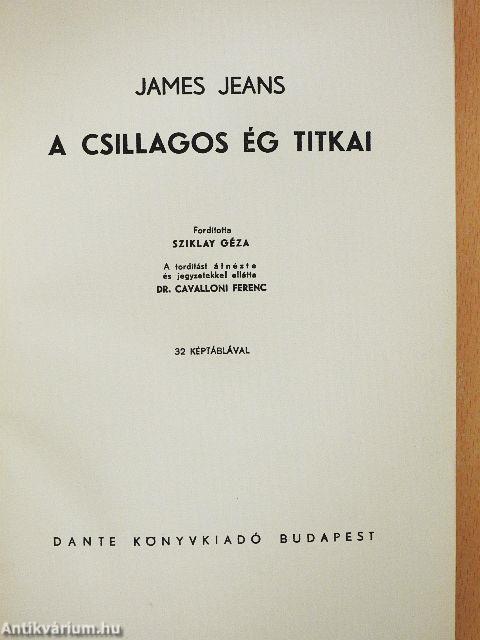 JAMES JEANS
A CSILLAGOS ÉG TITKAI
Fordította
SZIKLAY GÉZA
A fordítást átnézte
és jegyzetekkel ellátta
DR. CAVALLONI FERENC
32 KÉPTÁBLÁVAL
DANTE KÖNYVKIADÓ BUDAPEST
Antikvárium.hu